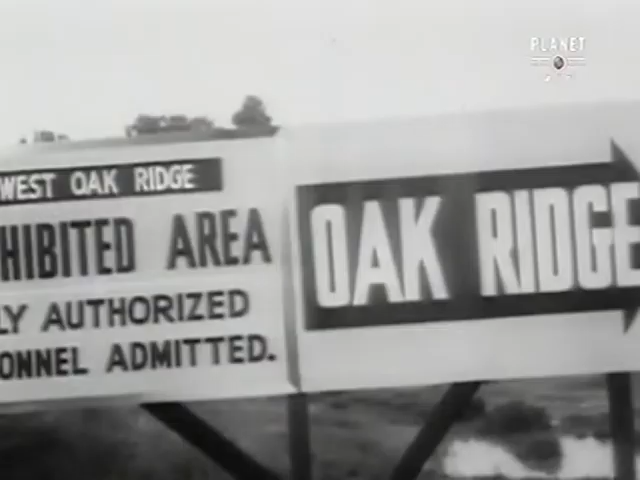 PLANET
WEST OAK RIDGE
HIBITED AREA
LY AUTHORIZED
ONNEL ADMITTED.
OAK RIDGE